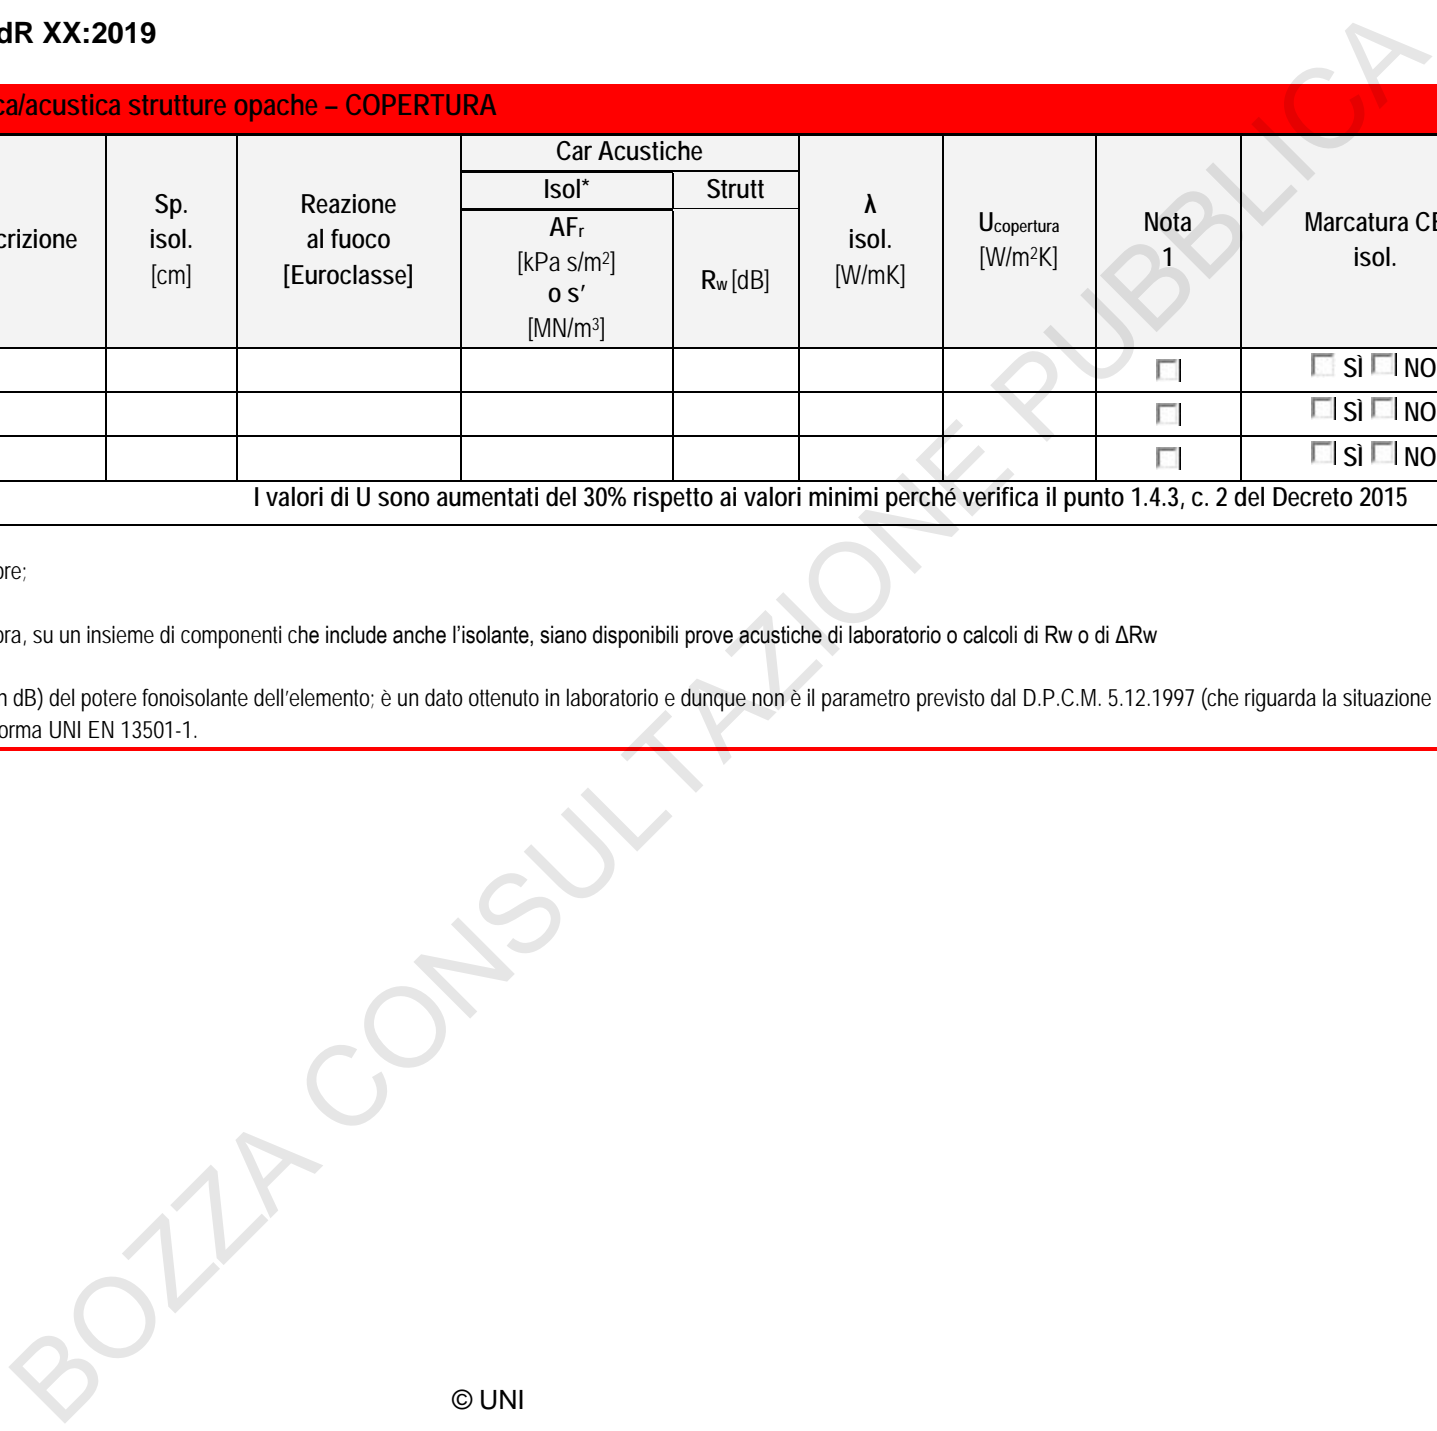 dR XX:2019
ca/acustica strutture opache – COPERTURA
crizione
Sp.
isol.
[cm]
Reazione
al fuoco
[Euroclasse]
Car Acustiche
Isol*
Strutt
AFr
[kPa s/m²]
o s’
[MN/m³]
Rw [dB]
λ
isol.
[W/mK]
Ucopertura
[W/m²K]
Nota
1
Marcatura CE
isol.
SÌ NO
SÌ NO
SÌ NO
I valori di U sono aumentati del 30% rispetto ai valori minimi perché verifica il punto 1.4.3, c. 2 del Decreto 2015
ore;
ora, su un insieme di componenti che include anche l’isolante, siano disponibili prove acustiche di laboratorio o calcoli di Rw o di ΔRw
n dB) del potere fonoisolante dell’elemento; è un dato ottenuto in laboratorio e dunque non è il parametro previsto dal D.P.C.M. 5.12.1997 (che riguarda la situazione
orma UNI EN 13501-1.
BOZZA CONSULTAZIONE PUBBLICA
© UNI